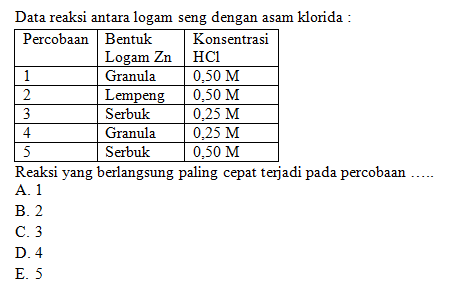 Data reaksi antara logam seng dengan asam klorida :
Percobaan Bentuk Logam Zn Konsentrasi HCl
1 Granula 0,50 M
2 Lempeng 0,50 M
3 Serbuk 0,25 M
4 Granula 0,25 M
5 Serbuk 0,50 M
Reaksi yang berlangsung paling cepat terjadi pada percobaan .....
A. 1
B. 2
C. 3
D. 4
E. 5